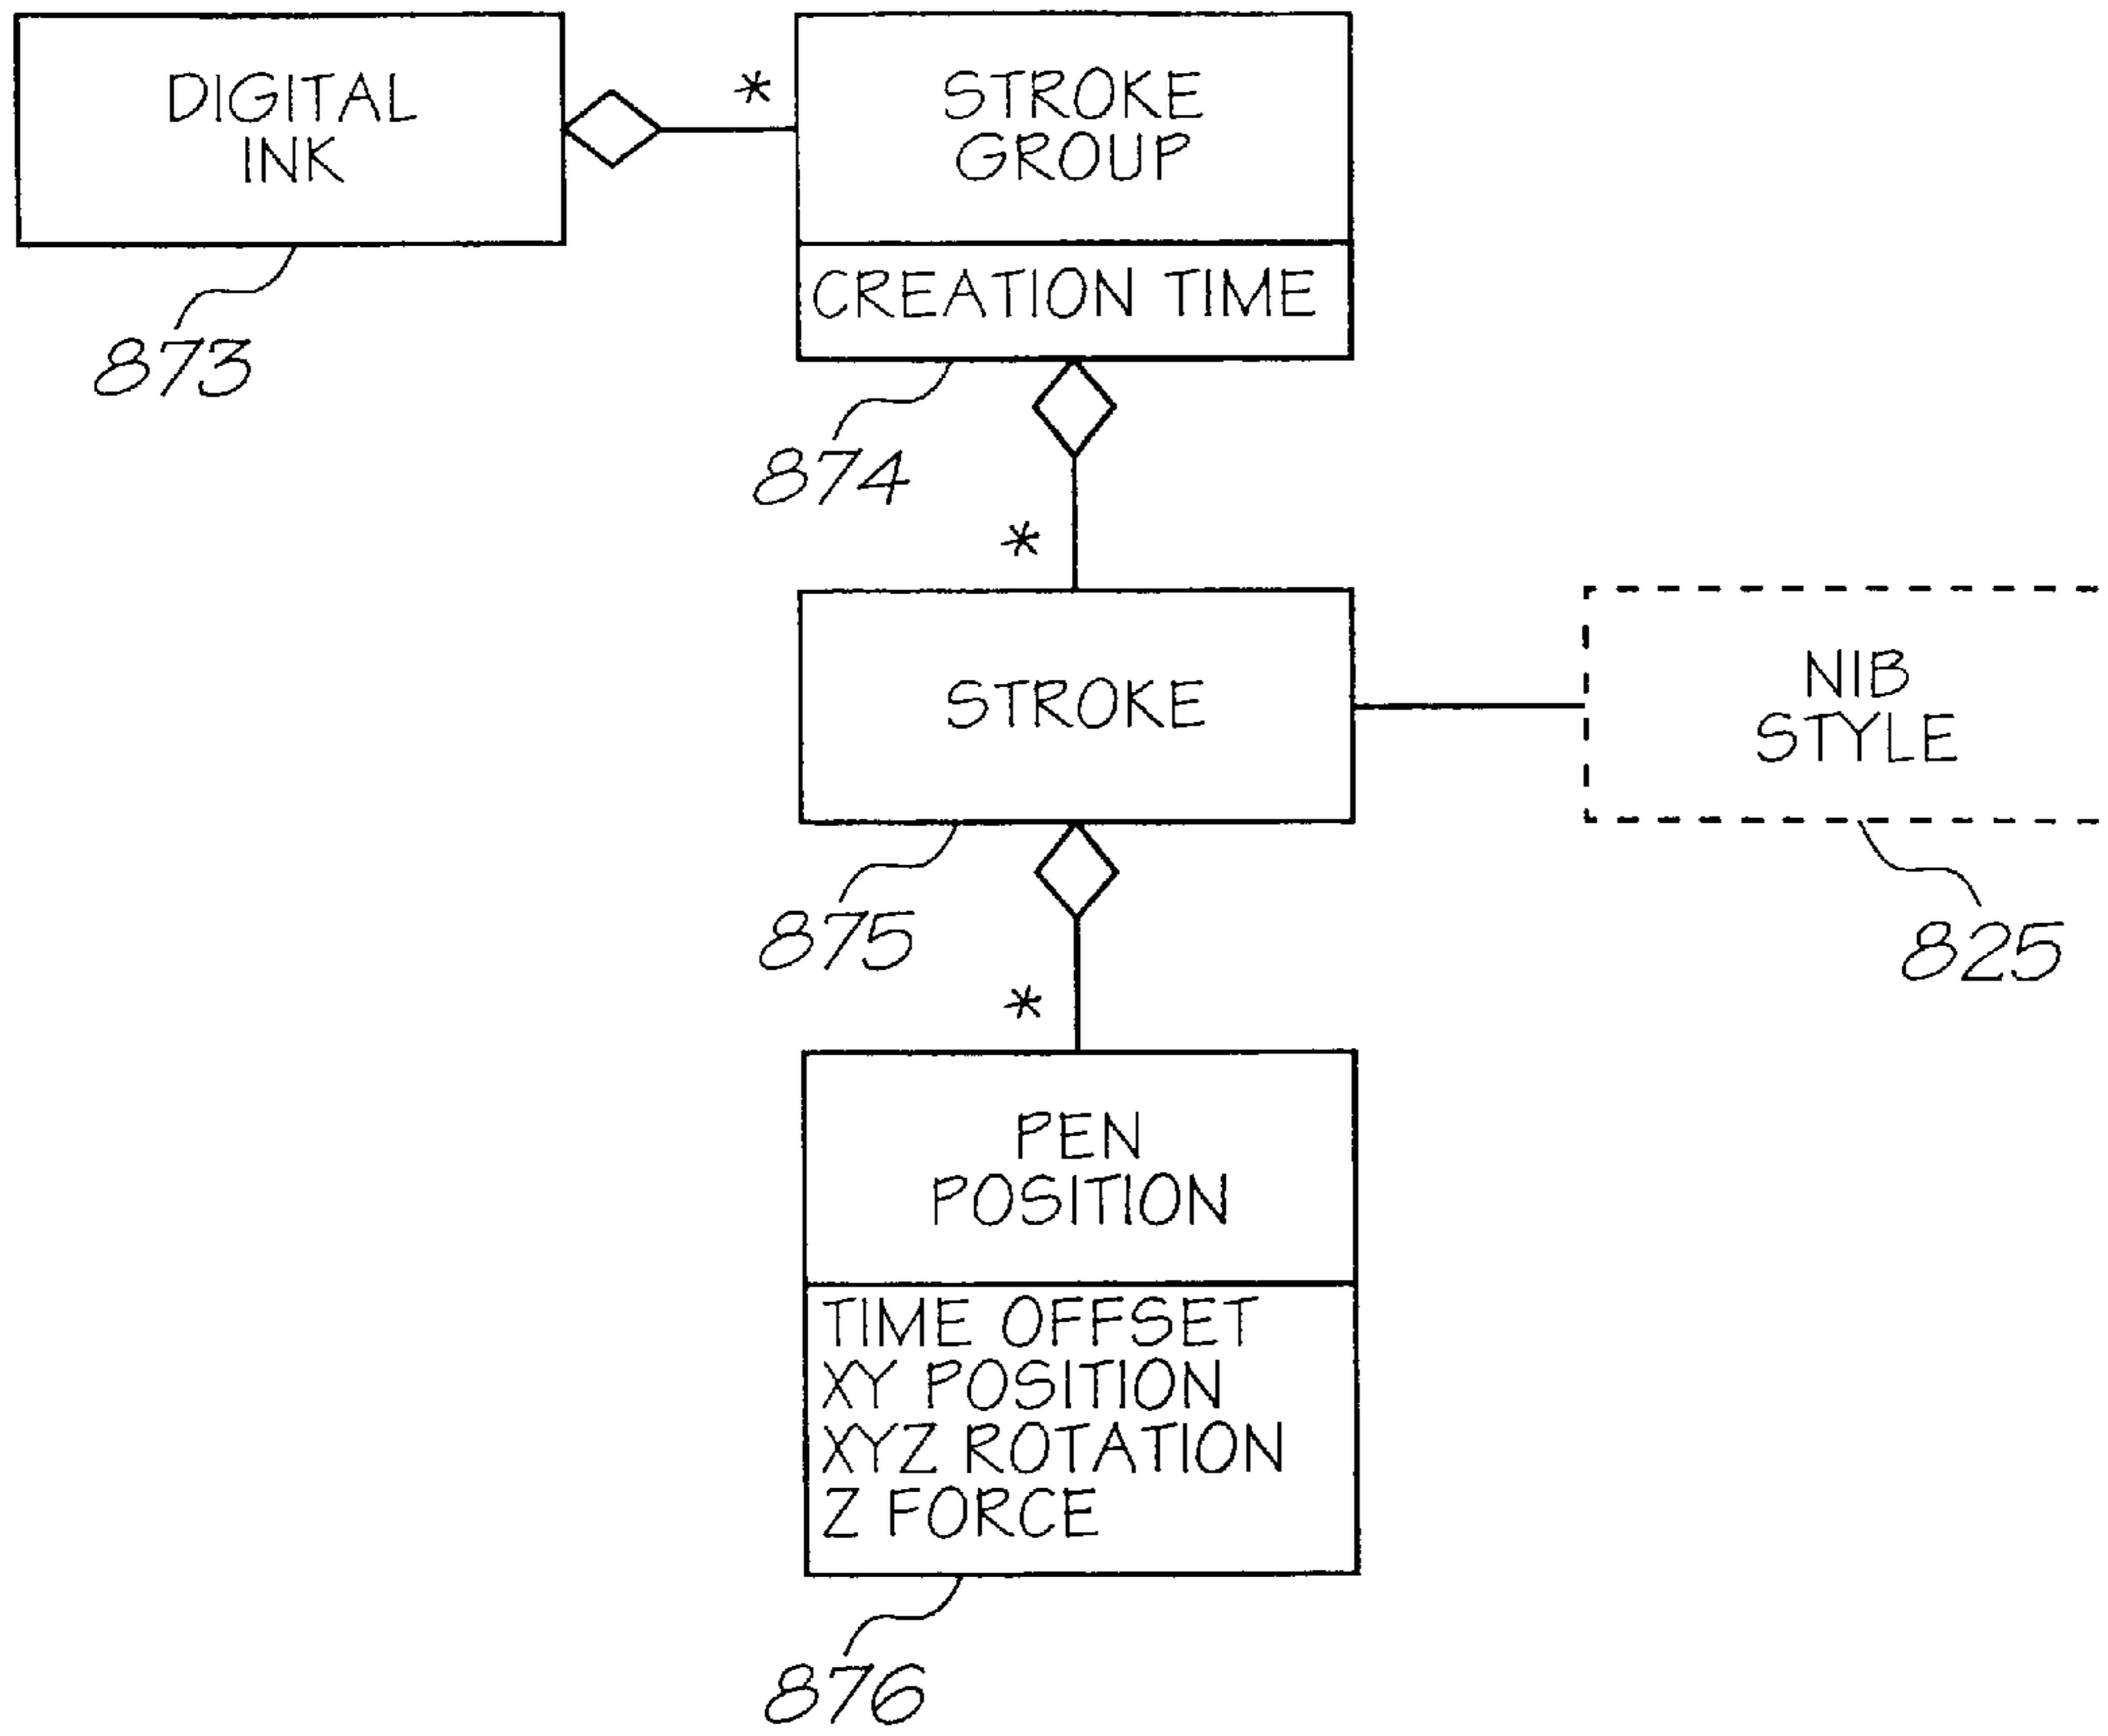 DIGITAL
INK
*
STROKE
GROUP
CREATION TIME
873
874
*
STROKE
NIB
STYLE
875
825
*
PEN
POSITION
TIME OFFSET
XY POSITION
XYZ ROTATION
Z FORCE
876